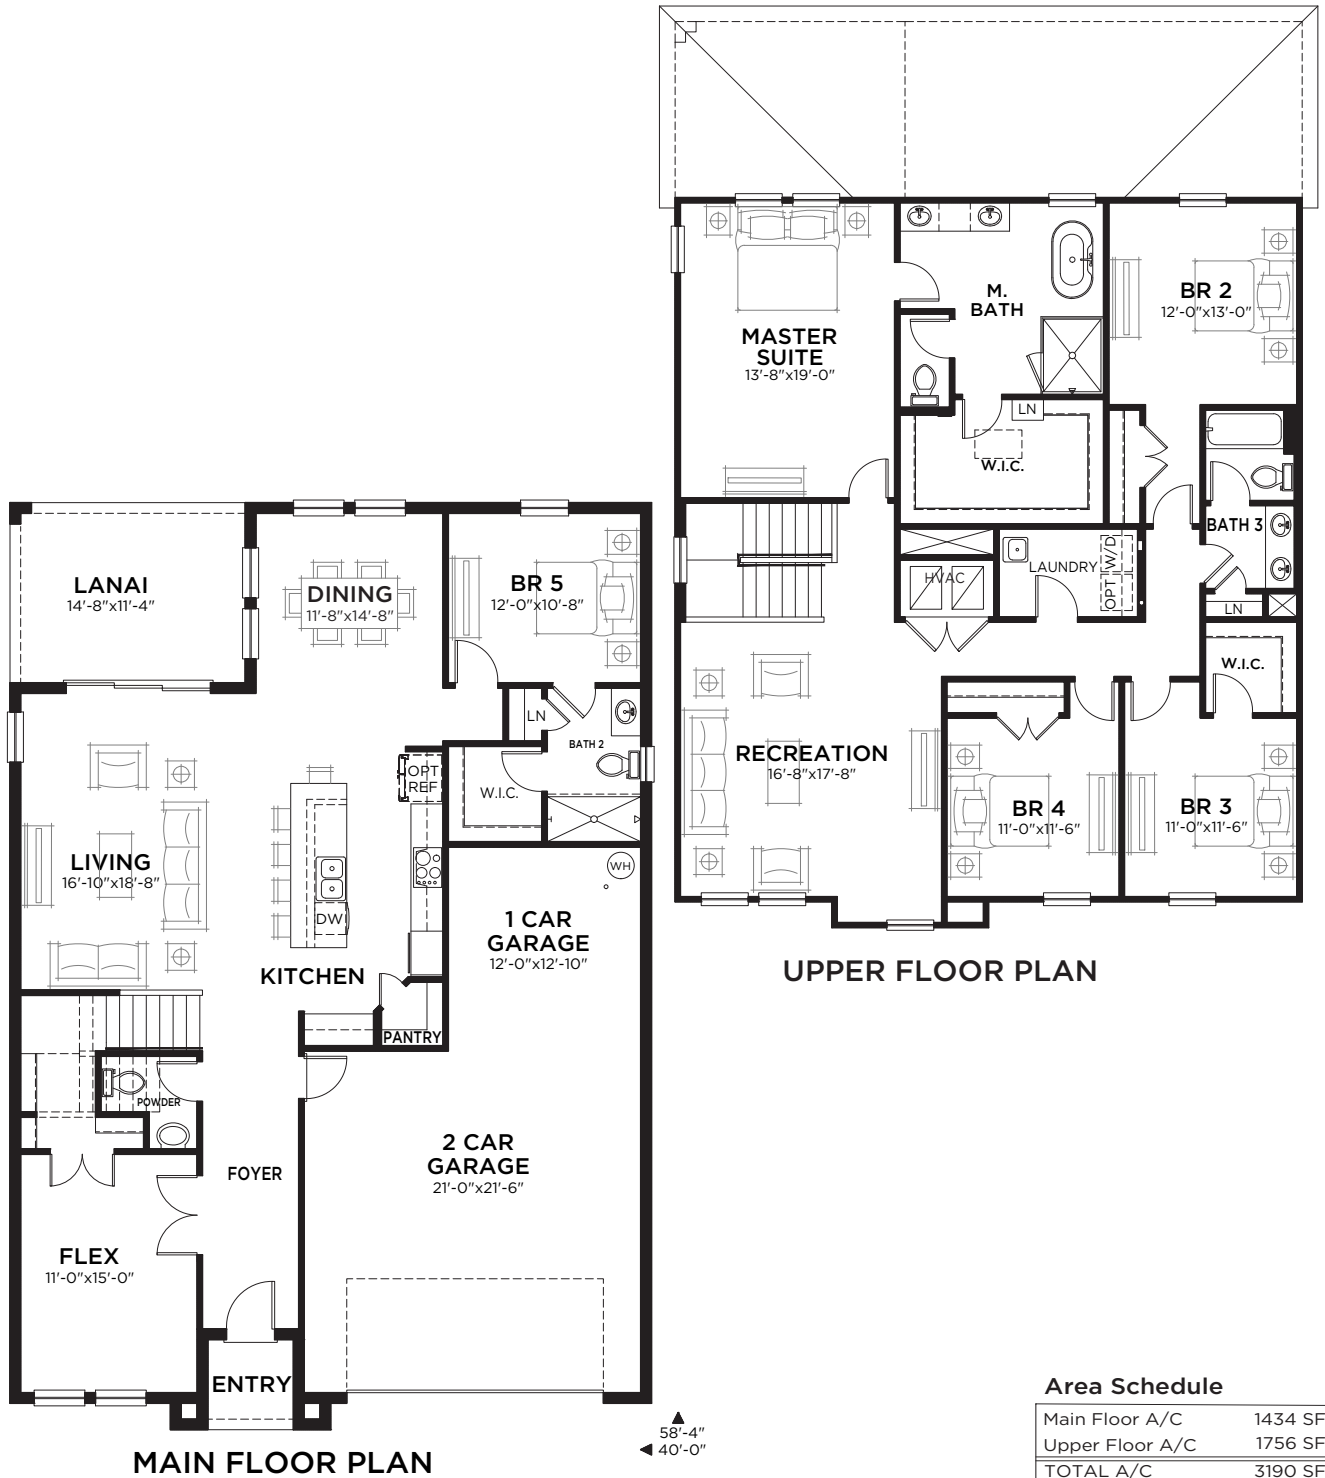 M.
BATH
BR 2
12'-0"x13'-0"
MASTER
SUITE
13'-8"x19'-0"
LN
W.I.C.
BATH 3
HVAC
LAUNDRY
OPT W/D
LN
W.I.C.
RECREATION
16'-8"x17'-8"
BR 4
11'-0"x11'-6"
BR 3
11'-0"x11'-6"
UPPER FLOOR PLAN
LANAI
14'-8"x11'-4"
DINING
11'-8"x14'-8"
BR 5
12'-0"x10'-8"
LN
BATH 2
OPT
REF
W.I.C.
LIVING
16'-10"x18'-8"
WH
DW
1 CAR
GARAGE
12'-0"x12'-10"
KITCHEN
PANTRY
POWDER
FOYER
2 CAR
GARAGE
21'-0"x21'-6"
FLEX
11'-0"x15'-0"
ENTRY
MAIN FLOOR PLAN
58'-4"
40'-0"
Area Schedule
Main Floor A/C 1434 SF
Upper Floor A/C 1756 SF
TOTAL A/C 3190 SF